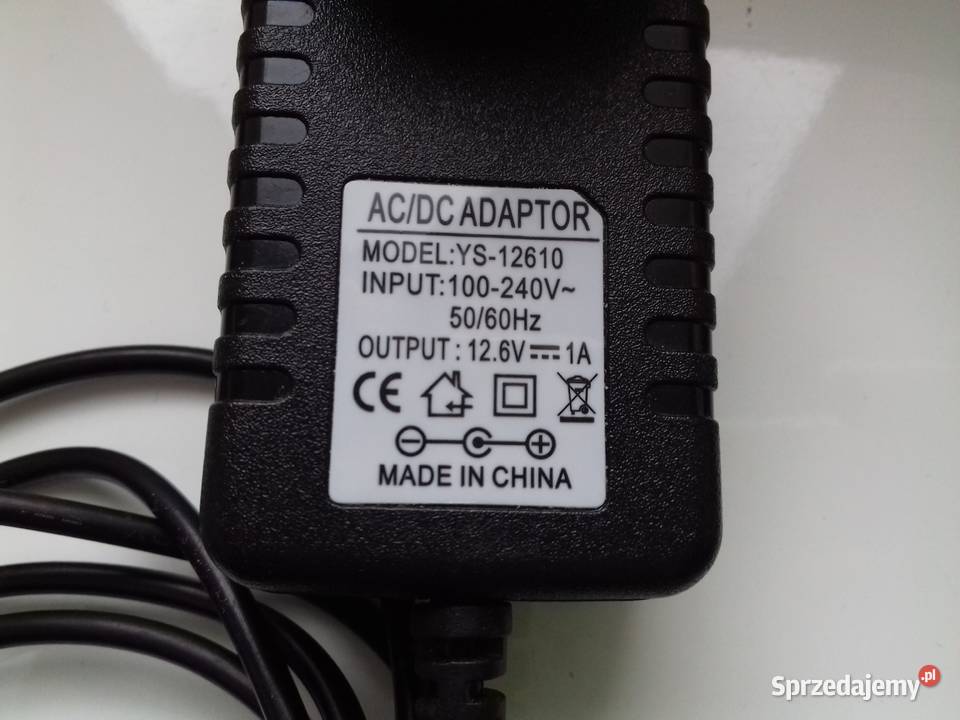 AC/DC ADAPTOR
MODEL:YS-12610
INPUT:100-240V~
50/60Hz
OUTPUT : 12.6V⎓1A
CE
MADE IN CHINA
Sprzedajemy.pl